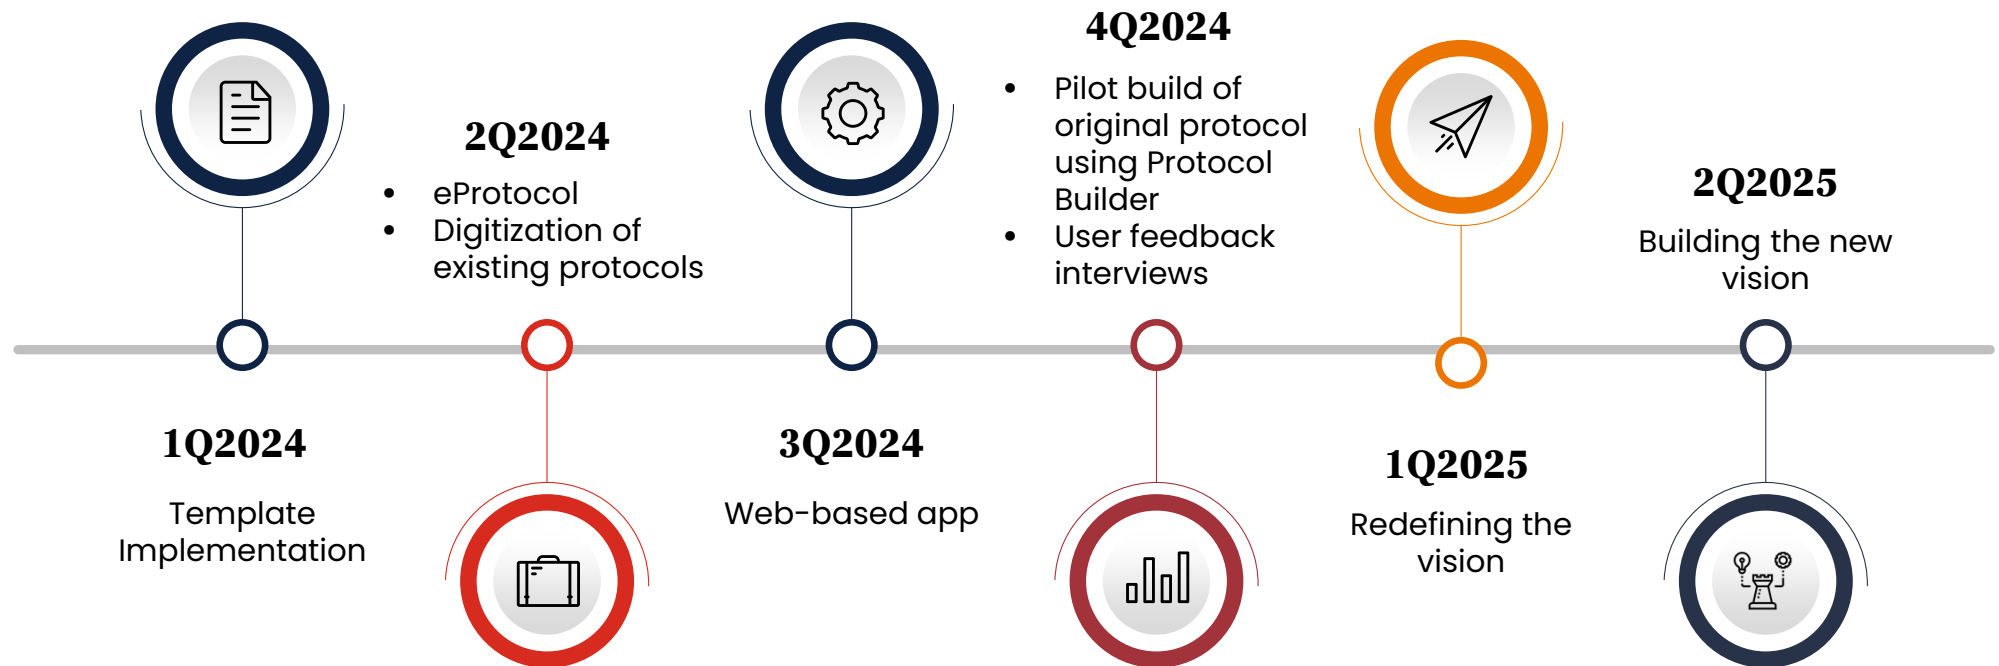 1Q2024
Template
Implementation
2Q2024
• eProtocol
• Digitization of
existing protocols
3Q2024
Web-based app
4Q2024
• Pilot build of
original protocol
using Protocol
Builder
• User feedback
interviews
1Q2025
Redefining the
vision
2Q2025
Building the new
vision